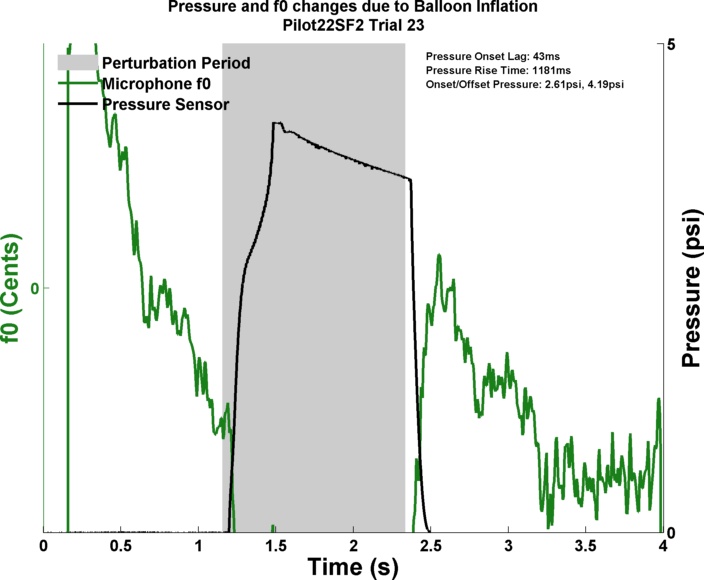 Pressure and f0 changes due to Balloon Inflation
Pilot22SF2 Trial 23
Perturbation Period
Microphone f0
Pressure Sensor
Pressure Onset Lag: 43ms
Pressure Rise Time: 1181ms
Onset/Offset Pressure: 2.61psi, 4.19psi
f0 (Cents)
0
5
0
Pressure (psi)
0 0.5 1 1.5 2 2.5 3 3.5 4
Time (s)